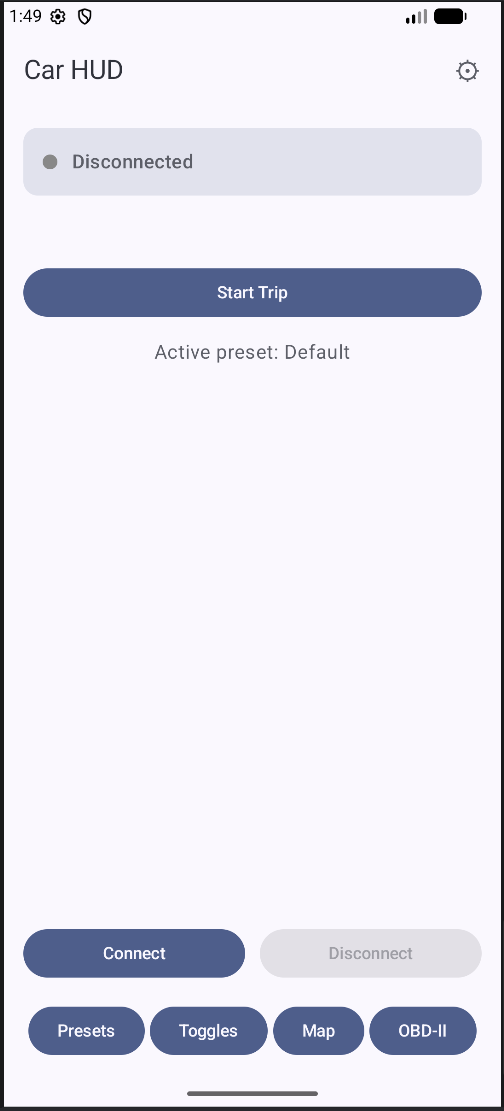 1:49
Car HUD
Disconnected
Start Trip
Active preset: Default
Connect Disconnect
Presets Toggles Map OBD-II